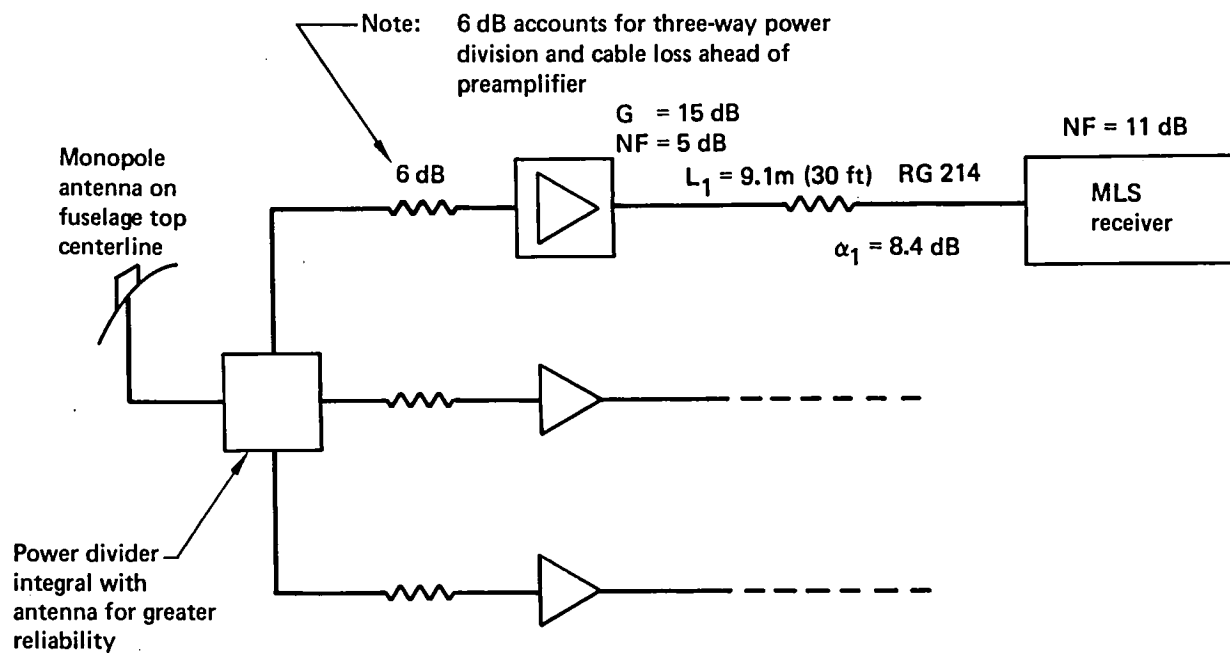 Note: 6 dB accounts for three-way power
division and cable loss ahead of
preamplifier
G = 15 dB
NF = 5 dB
NF = 11 dB
Monopole
antenna on
fuselage top
centerline
6 dB
L1 = 9.1m (30 ft) RG 214
α1 = 8.4 dB
MLS
receiver
Power divider
integral with
antenna for greater
reliability